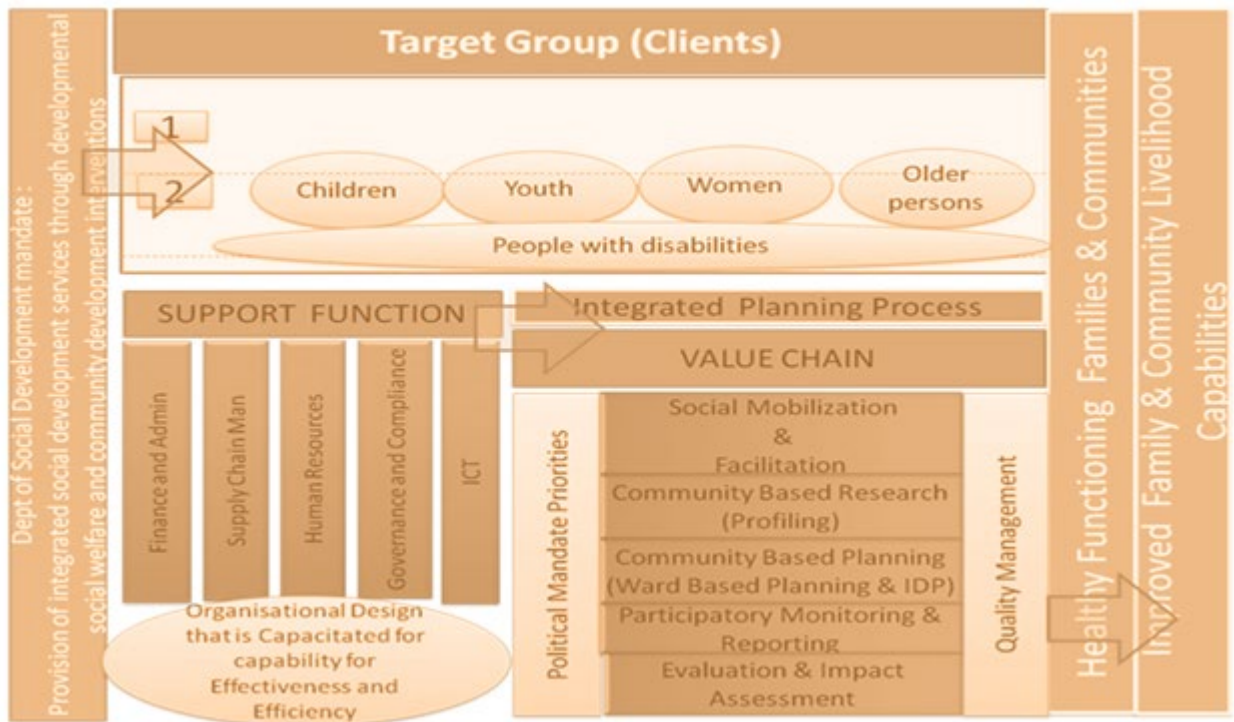 Dept of Social Development mandate :
Provision of integrated social development services through developmental
social welfare and community development interventions
Target Group (Clients)
1
2
Children
Youth
Women
Older
persons
People with disabilities
SUPPORT FUNCTION
Finance and Admin
Supply Chain Man
Human Resources
Governance and Compliance
ICT
Organisational Design
that is Capacitated for
capability for
Effectiveness and
Efficiency
Integrated Planning Process
VALUE CHAIN
Political Mandate Priorities
Social Mobilization
&
Facilitation
Community Based Research
(Profiling)
Community Based Planning
(Ward Based Planning & IDP)
Participatory Monitoring &
Reporting
Evaluation & Impact
Assessment
Quality Management
Healthy Functioning Families & Communities
Improved Family & Community Livelihood
Capabilities